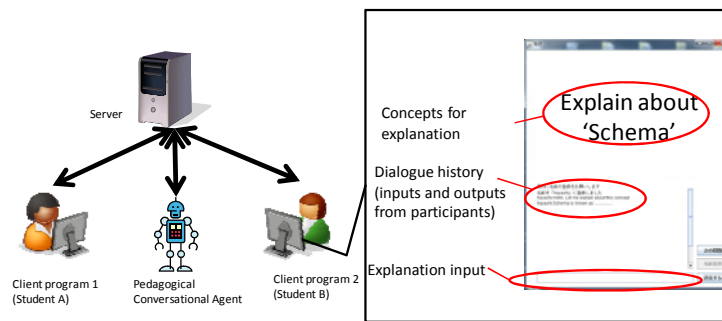 Server
Client program 1
(Student A)
Pedagogical
Conversational Agent
Client program 2
(Student B)
Concepts for
explanation
Dialogue history
(inputs and outputs
from participants)
Explanation input
Explain about
‘Schema’